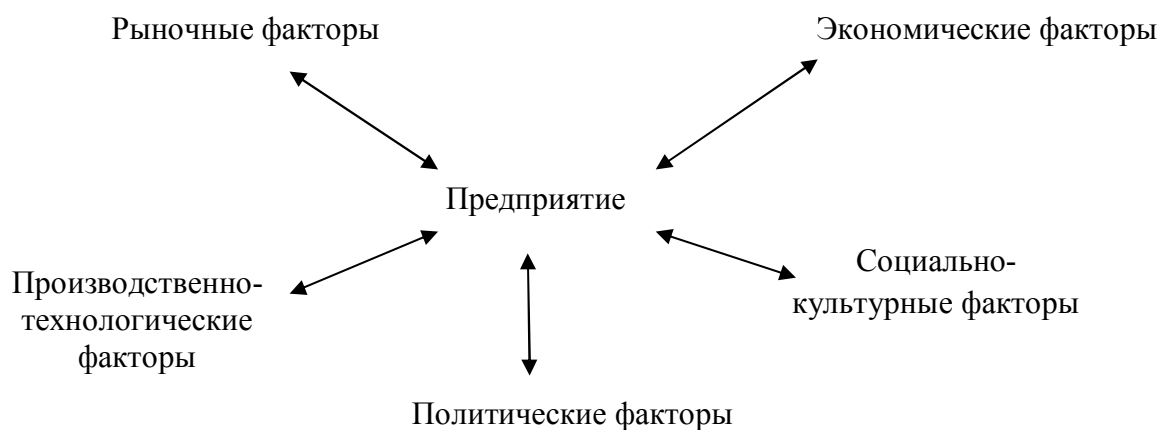 Рыночные факторы
Экономические факторы
Предприятие
Производственно-
технологические
факторы
Социально-
культурные факторы
Политические факторы